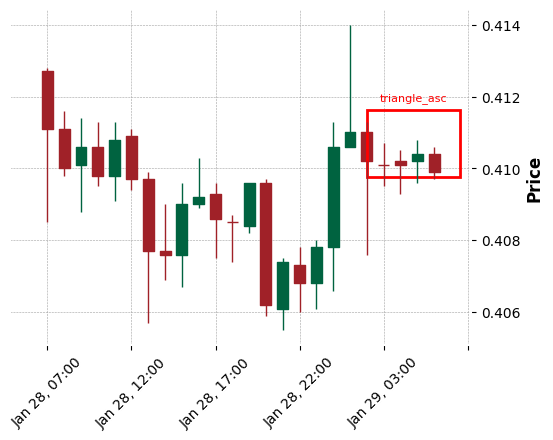 0.414
0.412
triangle_asc
0.410
0.408
0.406
Price
Jan 28, 07:00
Jan 28, 12:00
Jan 28, 17:00
Jan 28, 22:00
Jan 29, 03:00